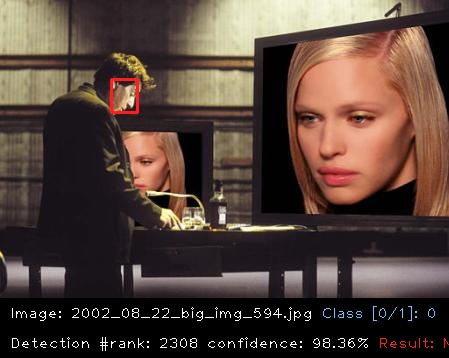 Image: 2002_08_22_big_img_594.jpg Class [0/1]: 0
Detection #rank: 2308 confidence: 98.36% Result: